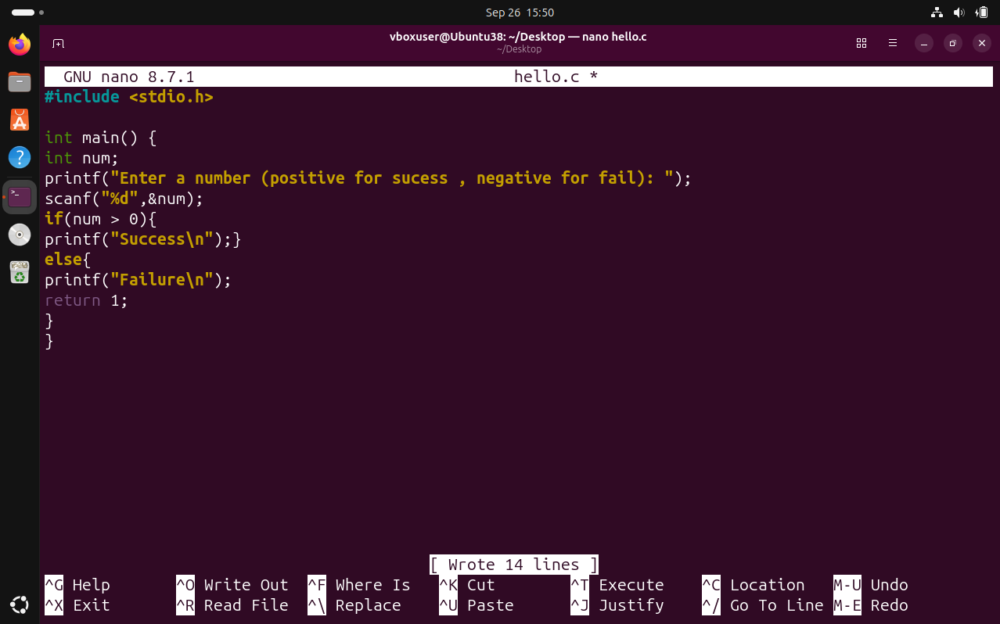 Sep 26 15:50
vboxuser@Ubuntu38: ~/Desktop — nano hello.c
~/Desktop
GNU nano 8.7.1 hello.c *
#include <stdio.h>
int main() {
int num;
printf("Enter a number (positive for sucess , negative for fail): ");
scanf("%d",&num);
if(num > 0){
printf("Success\n");}
else{
printf("Failure\n");
return 1;
}
}
[ Wrote 14 lines ]
^G Help ^O Write Out ^F Where Is ^K Cut ^T Execute ^C Location M-U Undo
^X Exit ^R Read File ^\ Replace ^U Paste ^J Justify ^/ Go To Line M-E Redo